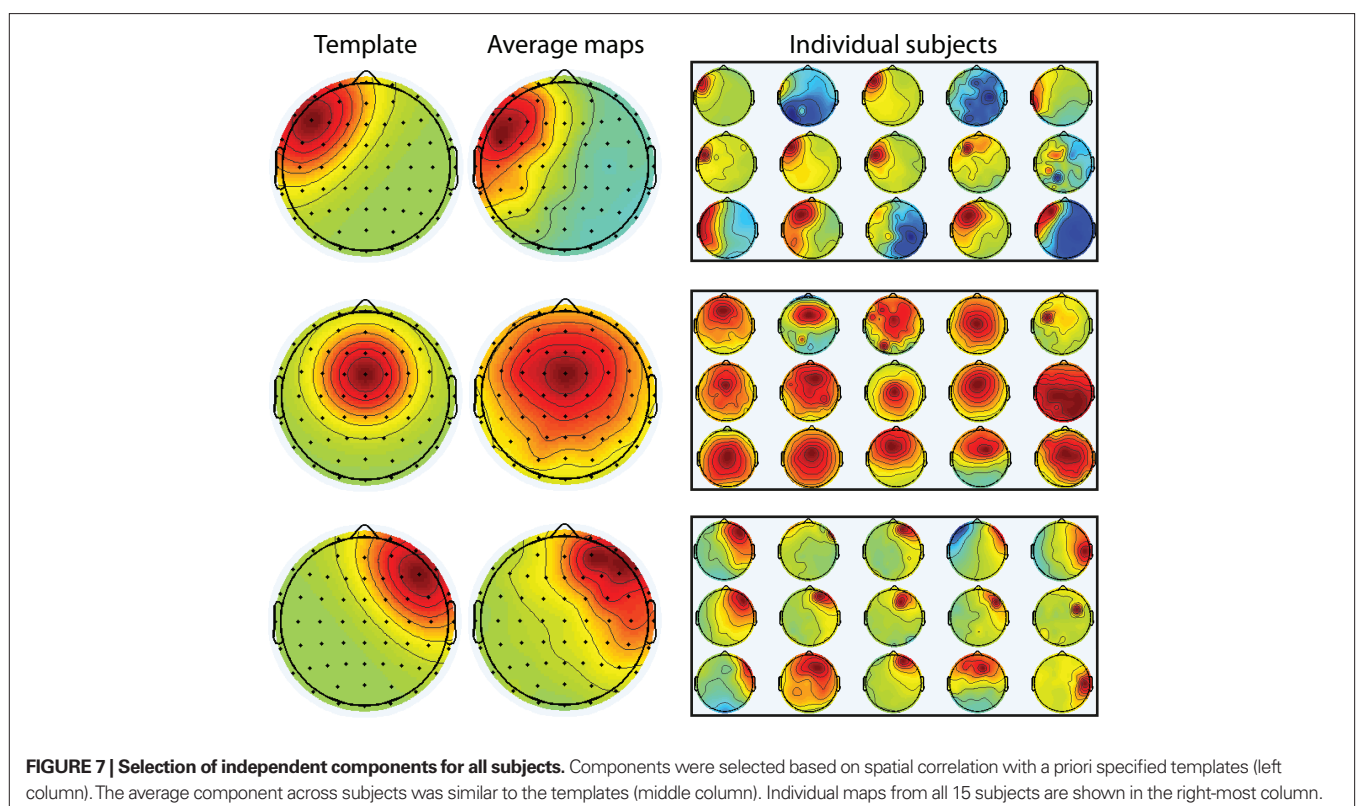 Template Average maps Individual subjects
FIGURE 7 | Selection of independent components for all subjects. Components were selected based on spatial correlation with a priori specified templates (left
column). The average component across subjects was similar to the templates (middle column). Individual maps from all 15 subjects are shown in the right-most column.